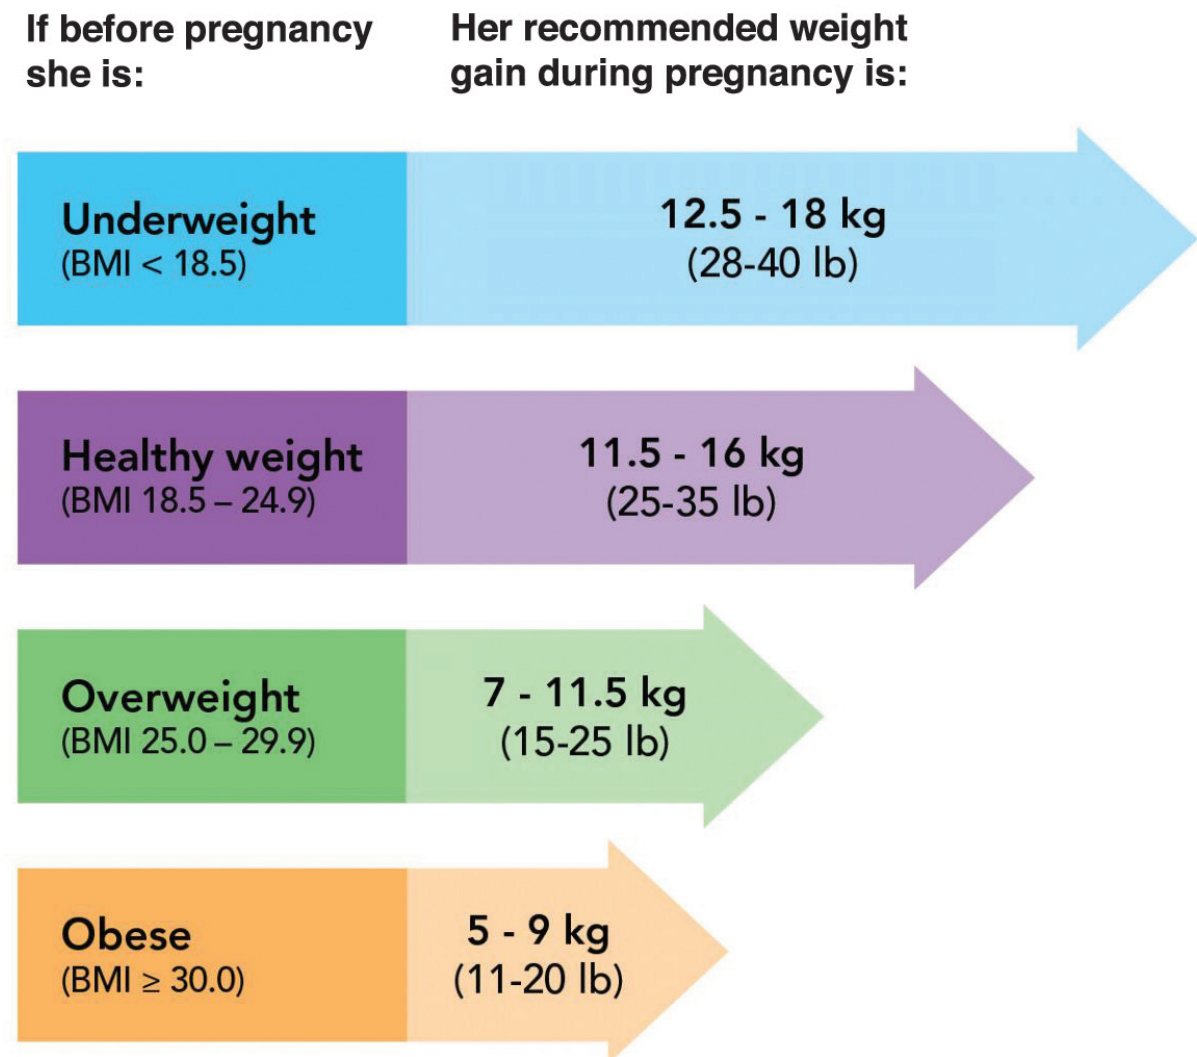 If before pregnancy
she is:
Her recommended weight
gain during pregnancy is:
Underweight
(BMI < 18.5)
12.5 - 18 kg
(28-40 lb)
Healthy weight
(BMI 18.5 – 24.9)
11.5 - 16 kg
(25-35 lb)
Overweight
(BMI 25.0 – 29.9)
7 - 11.5 kg
(15-25 lb)
Obese
(BMI ≥ 30.0)
5 - 9 kg
(11-20 lb)